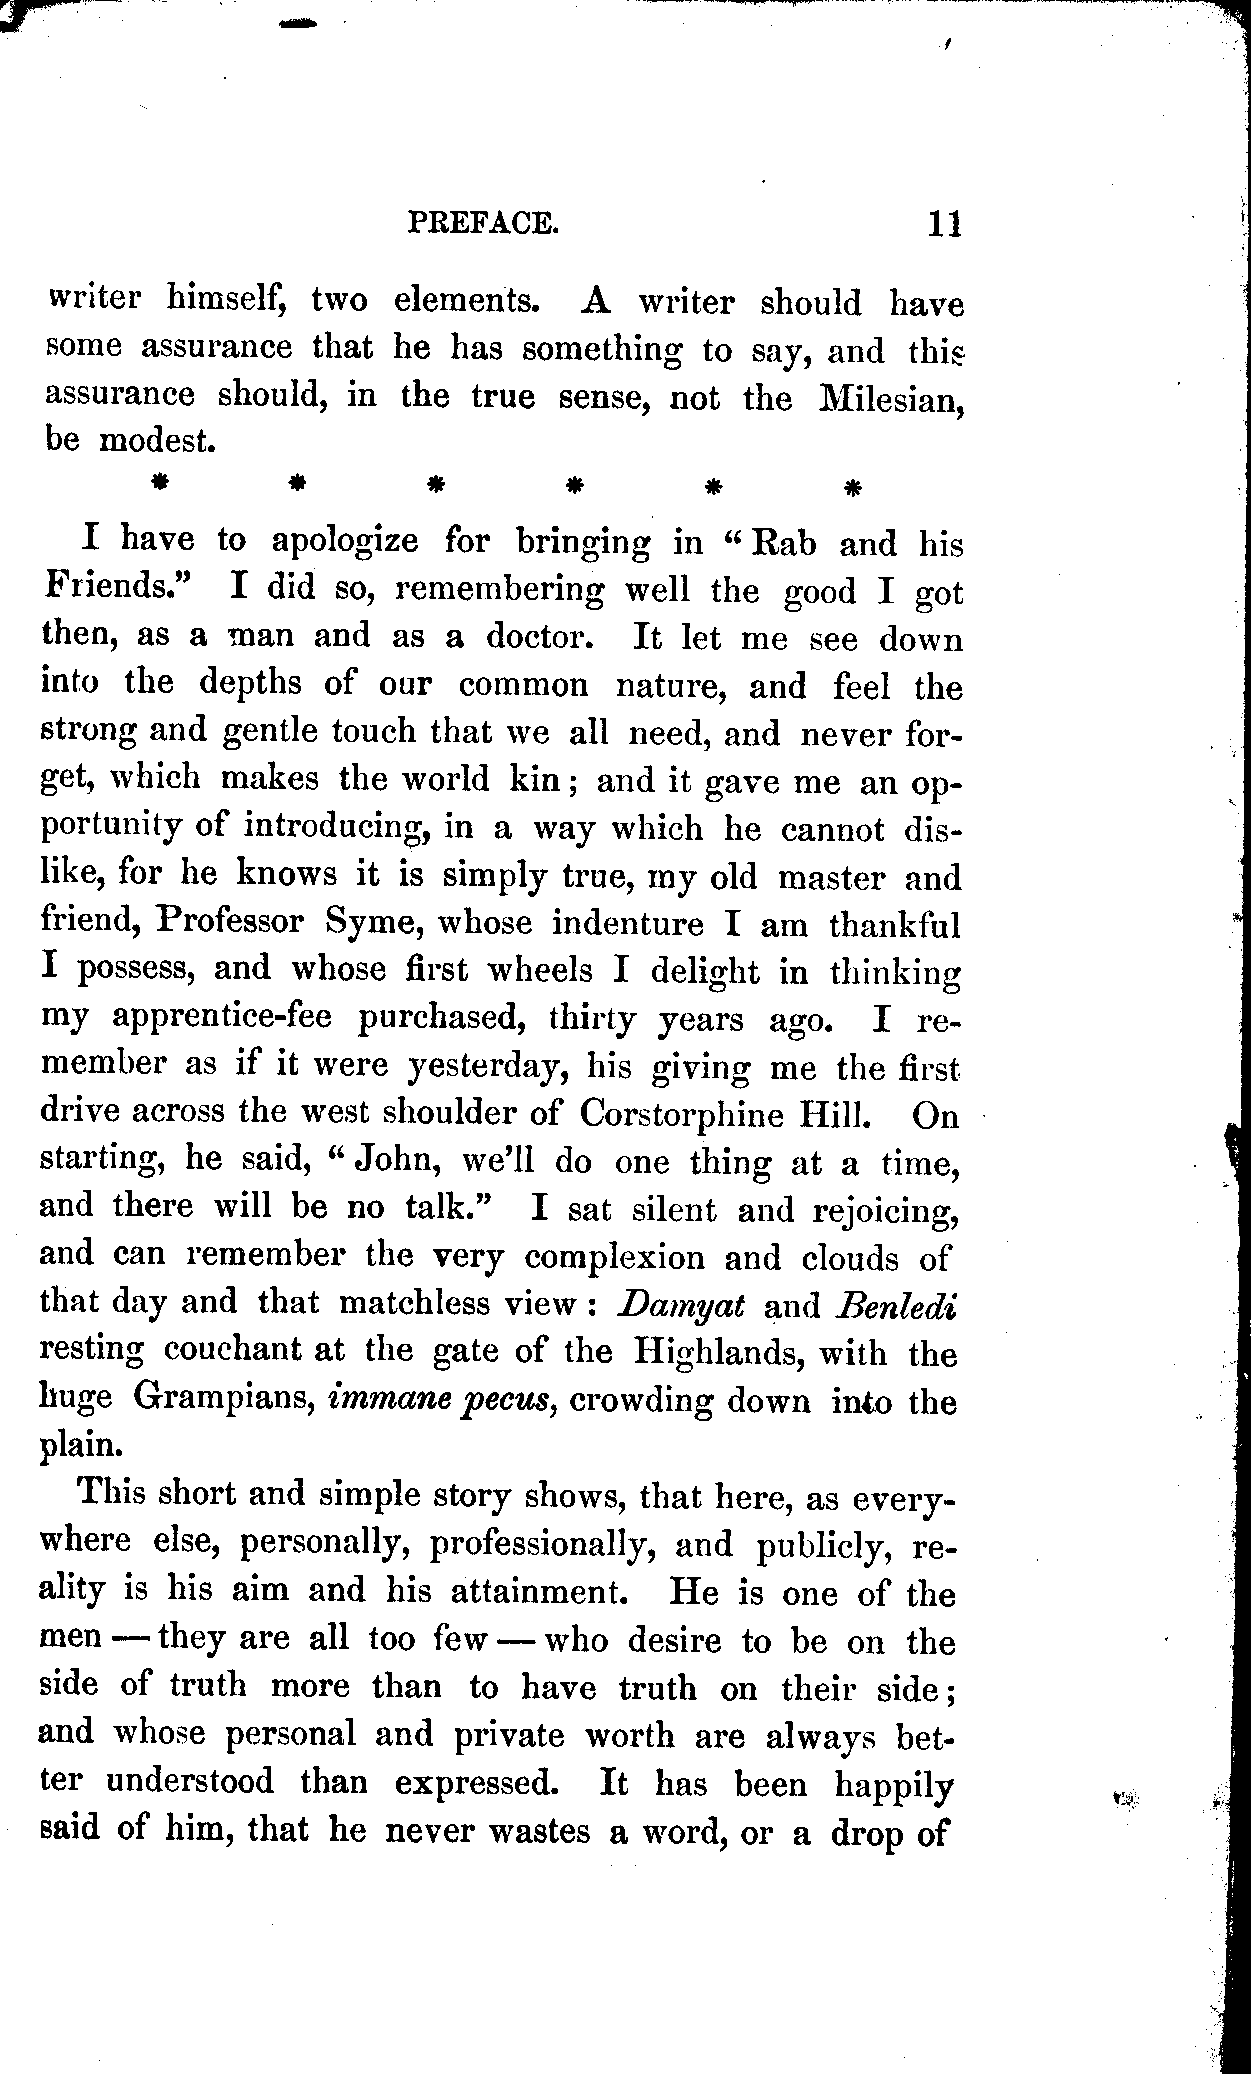 PREFACE. 11
writer himself, two elements. A writer should have
some assurance that he has something to say, and this
assurance should, in the true sense, not the Milesian,
be modest.
* * * * * *
I have to apologize for bringing in “ Rab and his
Friends.” I did so, remembering well the good I got
then, as a man and as a doctor. It let me see down
into the depths of our common nature, and feel the
strong and gentle touch that we all need, and never for-
get, which makes the world kin ; and it gave me an op-
portunity of introducing, in a way which he cannot dis-
like, for he knows it is simply true, my old master and
friend, Professor Syme, whose indenture I am thankful
I possess, and whose first wheels I delight in thinking
my apprentice-fee purchased, thirty years ago. I re-
member as if it were yesterday, his giving me the first
drive across the west shoulder of Corstorphine Hill. On
starting, he said, “ John, we’ll do one thing at a time,
and there will be no talk.” I sat silent and rejoicing,
and can remember the very complexion and clouds of
that day and that matchless view : Damyat and Benledi
resting couchant at the gate of the Highlands, with the
huge Grampians, immane pecus, crowding down into the
plain.
This short and simple story shows, that here, as every-
where else, personally, professionally, and publicly, re-
ality is his aim and his attainment. He is one of the
men — they are all too few — who desire to be on the
side of truth more than to have truth on their side ;
and whose personal and private worth are always bet-
ter understood than expressed. It has been happily
said of him, that he never wastes a word, or a drop of